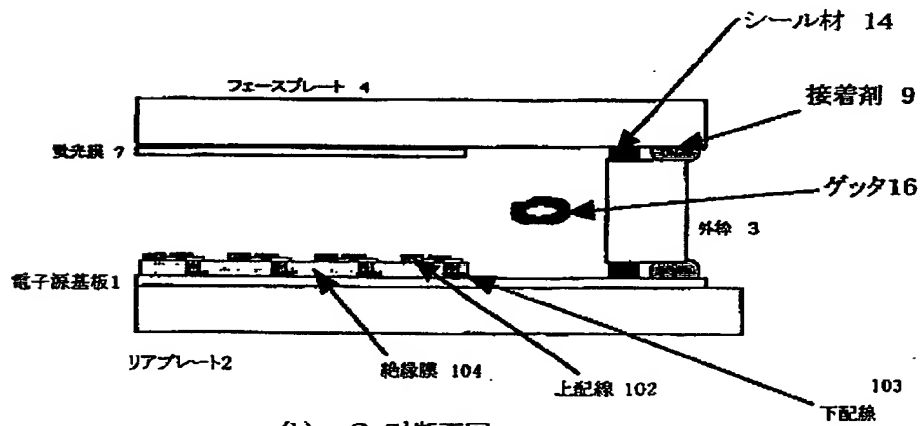 シール材 14
フェースプレート 4
接着剤 9
蛍光膜 7
ゲッタ16
外枠 3
電子源基板1
リアプレート2
絶縁膜 104
上配線 102
103
下配線